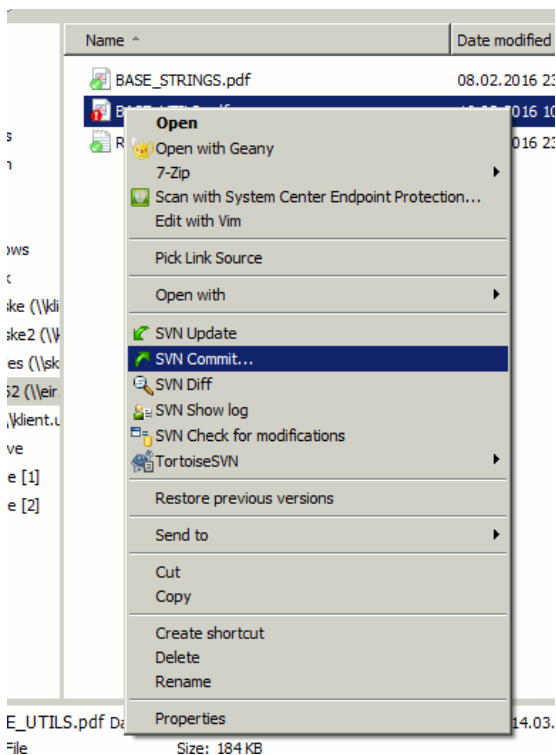 Name
Date modified
BASE_STRINGS.pdf 08.02.2016 23
016 10
R 016 23
Open
Open with Geany
7-Zip
Scan with System Center Endpoint Protection...
Edit with Vim
Pick Link Source
Open with
SVN Update
SVN Commit...
SVN Diff
SVN Show log
SVN Check for modifications
TortoiseSVN
Restore previous versions
Send to
Cut
Copy
Create shortcut
Delete
Rename
Properties
s
n
ows
k
ske (\\kli
ske2 (\\k
es (\\sk
52 (\\eir
\\klient.u
ve
e [1]
e [2]
E_UTILS.pdf Da 14.03.
File Size: 184 KB